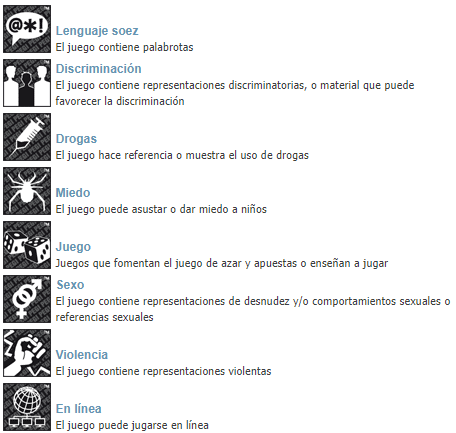 @*!
Lenguaje soez
El juego contiene palabrotas
Discriminación
El juego contiene representaciones discriminatorias, o material que puede
favorecer la discriminación
Drogas
El juego hace referencia o muestra el uso de drogas
Miedo
El juego puede asustar o dar miedo a niños
Juego
Juegos que fomentan el juego de azar y apuestas o enseñan a jugar
Sexo
El juego contiene representaciones de desnudez y/o comportamientos sexuales o
referencias sexuales
Violencia
El juego contiene representaciones violentas
En línea
El juego puede jugarse en línea